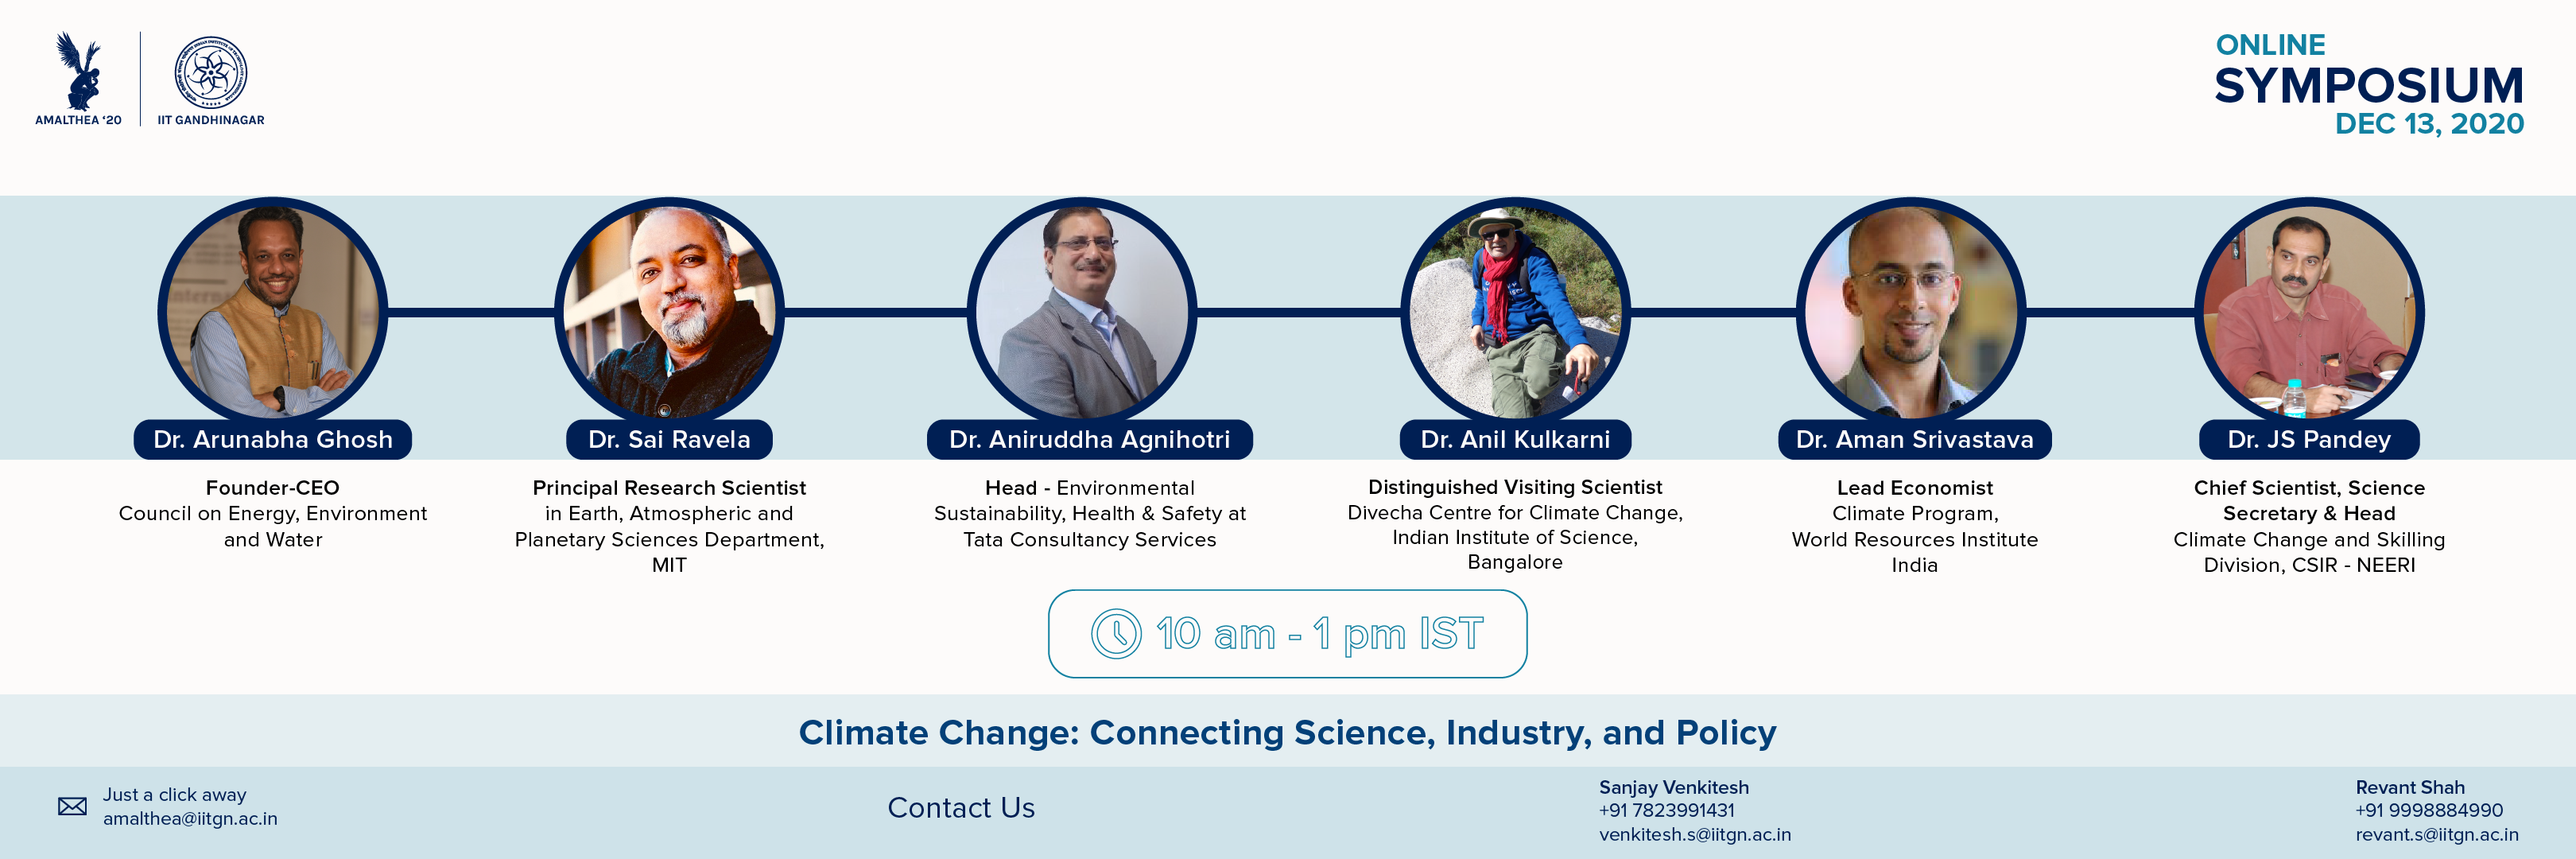 AMALTHEA ‘20
IIT GANDHINAGAR
ONLINE
SYMPOSIUM
DEC 13, 2020
Dr. Arunabha Ghosh
Founder-CEO
Council on Energy, Environment
and Water
Dr. Sai Ravela
Principal Research Scientist
in Earth, Atmospheric and
Planetary Sciences Department,
MIT
Dr. Aniruddha Agnihotri
Head - Environmental
Sustainability, Health & Safety at
Tata Consultancy Services
Dr. Anil Kulkarni
Distinguished Visiting Scientist
Divecha Centre for Climate Change,
Indian Institute of Science,
Bangalore
Dr. Aman Srivastava
Lead Economist
Climate Program,
World Resources Institute
India
Dr. JS Pandey
Chief Scientist, Science
Secretary & Head
Climate Change and Skilling
Division, CSIR - NEERI
10 am - 1 pm IST
Climate Change: Connecting Science, Industry, and Policy
Just a click away
amalthea@iitgn.ac.in
Contact Us
Sanjay Venkitesh
+91 7823991431
venkitesh.s@iitgn.ac.in
Revant Shah
+91 9998884990
revant.s@iitgn.ac.in